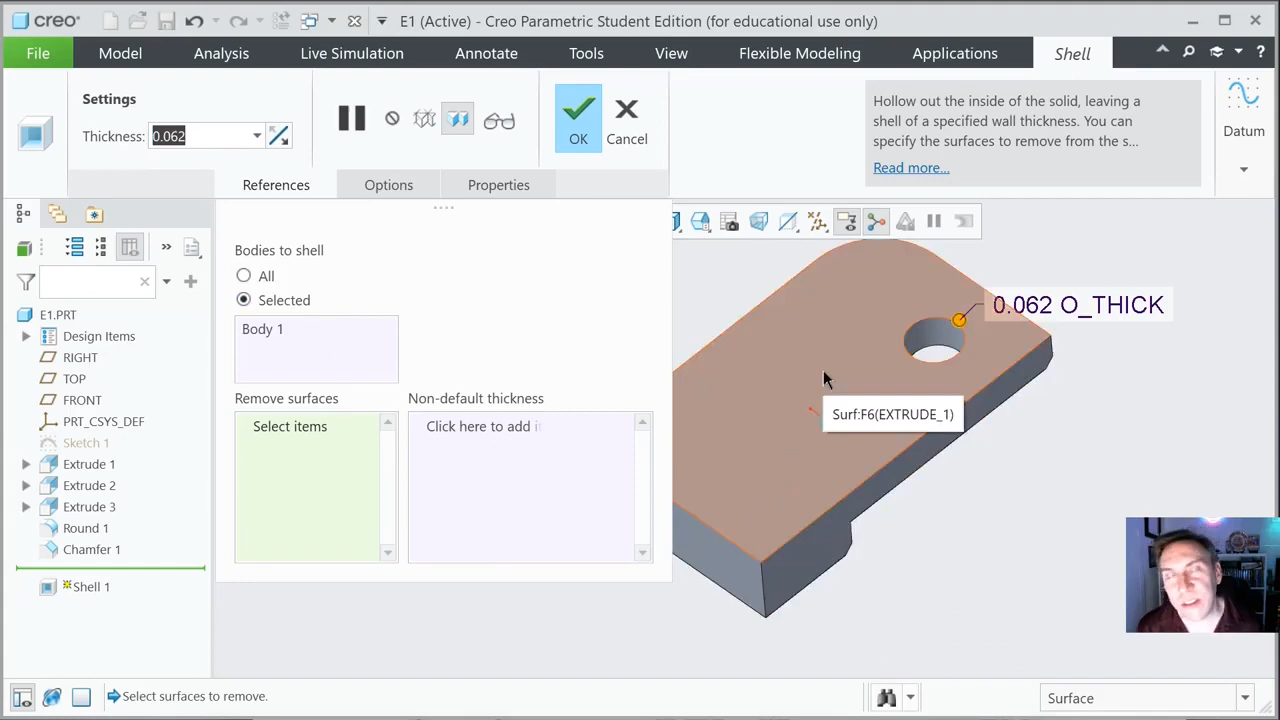 creo
E1 (Active) - Creo Parametric Student Edition (for educational use only)
File
Model
Analysis
Live Simulation
Annotate
Tools
View
Flexible Modeling
Applications
Shell
?
Settings
Thickness:
0.062
OK
Cancel
Hollow out the inside of the solid, leaving a
shell of a specified wall thickness. You can
specify the surfaces to remove from the s...
Read more...
Datum
References
Options
Properties
Bodies to shell
All
Selected
Body 1
Remove surfaces
Non-default thickness
Select items
Click here to add i
E1.PRT
Design Items
RIGHT
TOP
FRONT
PRT_CSYS_DEF
Sketch 1
Extrude 1
Extrude 2
Extrude 3
Round 1
Chamfer 1
Shell 1
0.062 O_THICK
Surf:F6(EXTRUDE_1)
Select surfaces to remove.
Surface